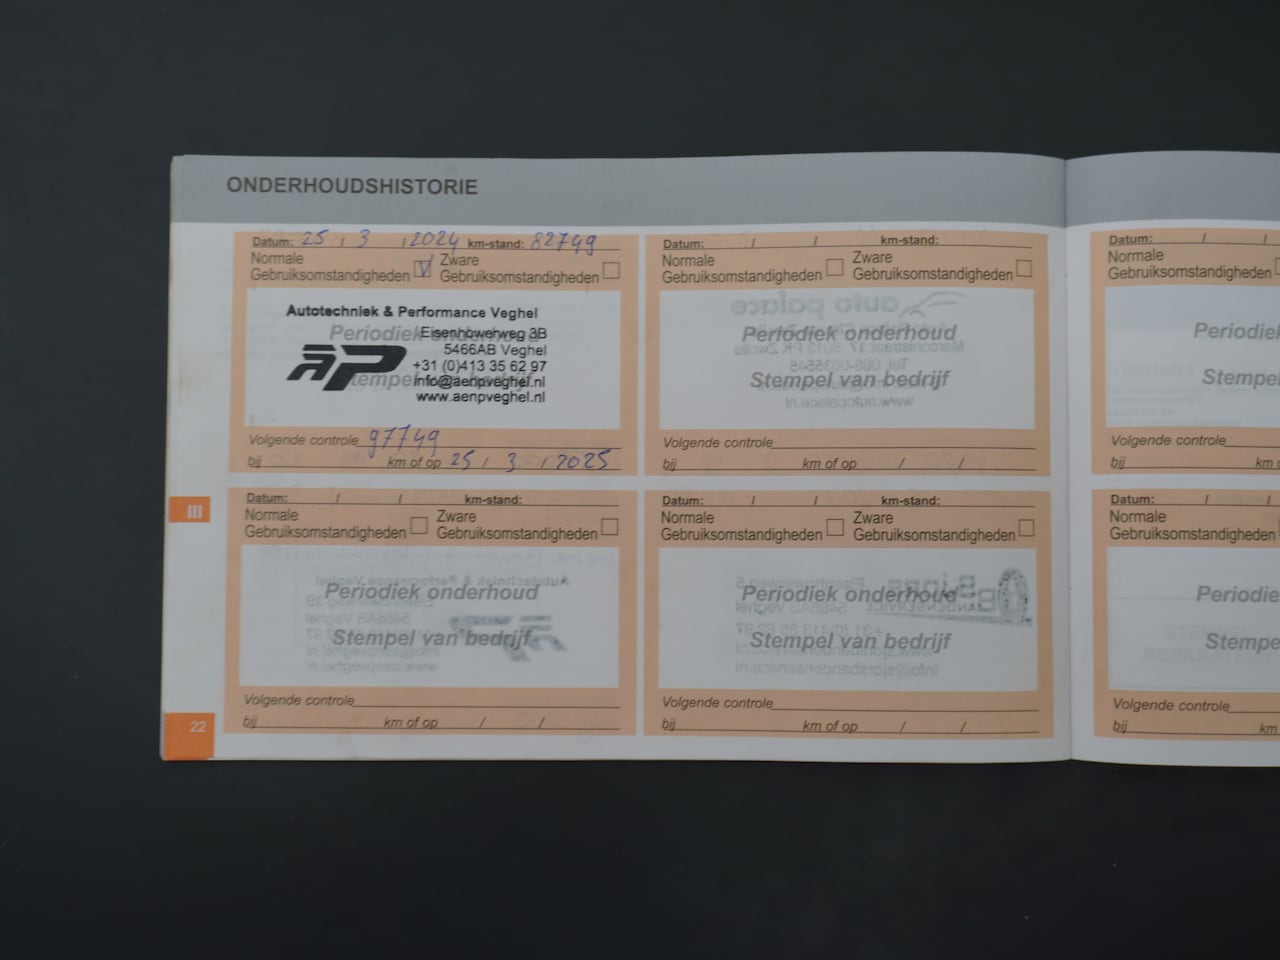 ONDERHOUDSHISTORIE
Datum: 25 / 3 / 2024 km-stand: 82749
Normale Zware
Gebruiksomstandigheden Gebruiksomstandigheden
Autotechniek & Performance Veghel
Periodiek onderhoud
Eisenhowerweg 3B
5466AB Veghel
+31 (0)413 35 62 97
Stempel van bedrijf
info@aenpveghel.nl
www.aenpveghel.nl
AP
Volgende controle 97749
bij km of op 25 / 3 / 2025
Datum: / / km-stand:
Normale Zware
Gebruiksomstandigheden Gebruiksomstandigheden
Periodiek onderhoud
Stempel van bedrijf
Volgende controle
bij km of op / /
Datum: / /
Normale
Gebruiksomstandigheden
Periodiek
Stempel
Volgende controle
bij km
III
Datum: / / km-stand:
Normale Zware
Gebruiksomstandigheden Gebruiksomstandigheden
Periodiek onderhoud
Stempel van bedrijf
Volgende controle
bij km of op / /
Datum: / / km-stand:
Normale Zware
Gebruiksomstandigheden Gebruiksomstandigheden
Periodiek onderhoud
Stempel van bedrijf
Volgende controle
bij km of op / /
Datum: / /
Normale
Gebruiksomstandigheden
Periodie
Stempe
Volgende controle
bij km
22